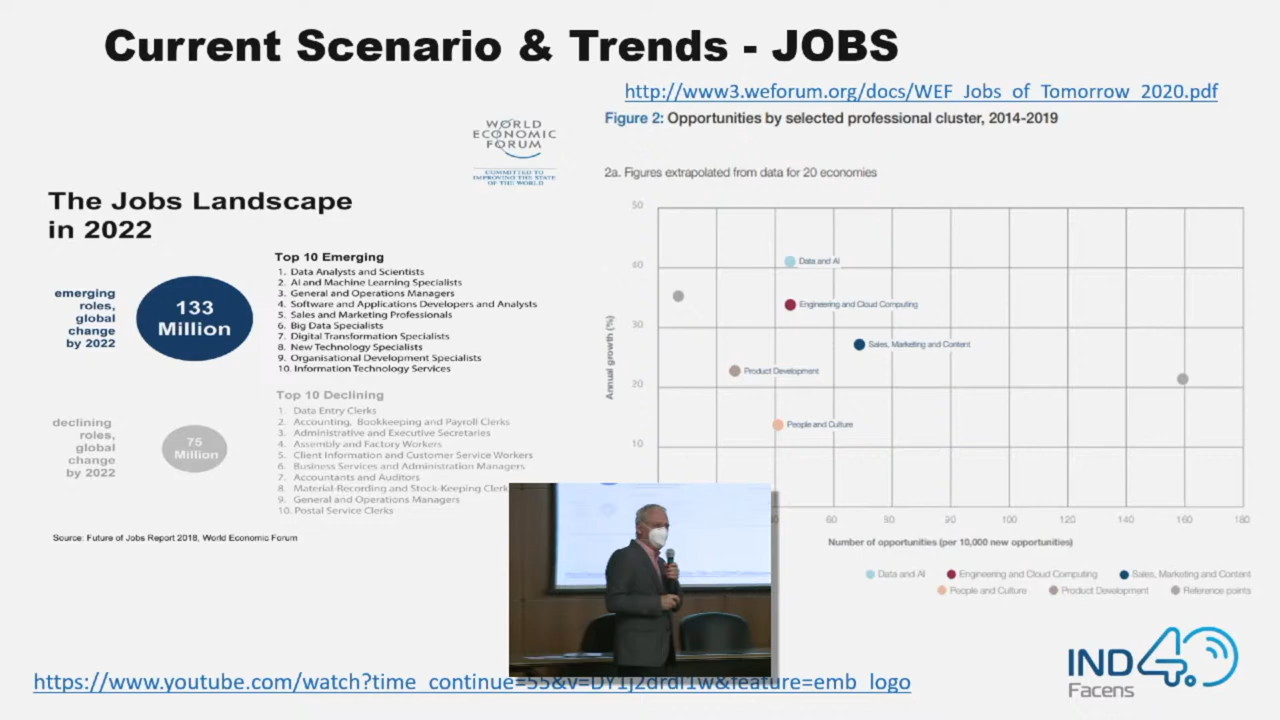 Current Scenario & Trends - JOBS
http://www3.weforum.org/docs/WEF_Jobs_of_Tomorrow_2020.pdf
WORLD
ECONOMIC
FORUM
COMMITTED TO
IMPROVING THE STATE
OF THE WORLD
The Jobs Landscape
in 2022
emerging
roles,
global
change
by 2022
133
Million
Top 10 Emerging
1. Data Analysts and Scientists
2. AI and Machine Learning Specialists
3. General and Operations Managers
4. Software and Applications Developers and Analysts
5. Sales and Marketing Professionals
6. Big Data Specialists
7. Digital Transformation Specialists
8. New Technology Specialists
9. Organisational Development Specialists
10. Information Technology Services
declining
roles,
global
change
by 2022
75
Million
Top 10 Declining
1. Data Entry Clerks
2. Accounting, Bookkeeping and Payroll Clerks
3. Administrative and Executive Secretaries
4. Assembly and Factory Workers
5. Client Information and Customer Service Workers
6. Business Services and Administration Managers
7. Accountants and Auditors
8. Material-Recording and Stock-Keeping
9. General and Operations Managers
10. Postal Service Clerks
Source: Future of Jobs Report 2018, World Economic Forum
Figure 2: Opportunities by selected professional cluster, 2014-2019
2a. Figures extrapolated from data for 20 economies
Annual growth (%)
50
40
30
20
10
Data and AI
Engineering and Cloud Computing
Sales, Marketing and Content
Product Development
People and Culture
60
100
120
140
160
180
Number of opportunities (per 10,000 new opportunities)
Data and AI
Engineering and Cloud Computing
Sales, Marketing and Content
People and Culture
Product Development
Reference points
IND4.0
Facens
https://www.youtube.com/watch?time_continue=55&v=DY1j2drdI1w&feature=emb_logo